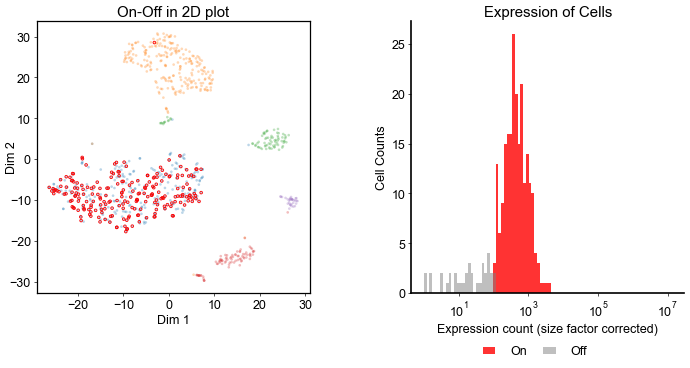 On-Off in 2D plot
Dim 2
30
20
10
0
−10
−20
−30
−20 −10 0 10 20 30
Dim 1
Expression of Cells
Cell Counts
25
20
15
10
5
0
10^1 10^3 10^5 10^7
Expression count (size factor corrected)
On Off